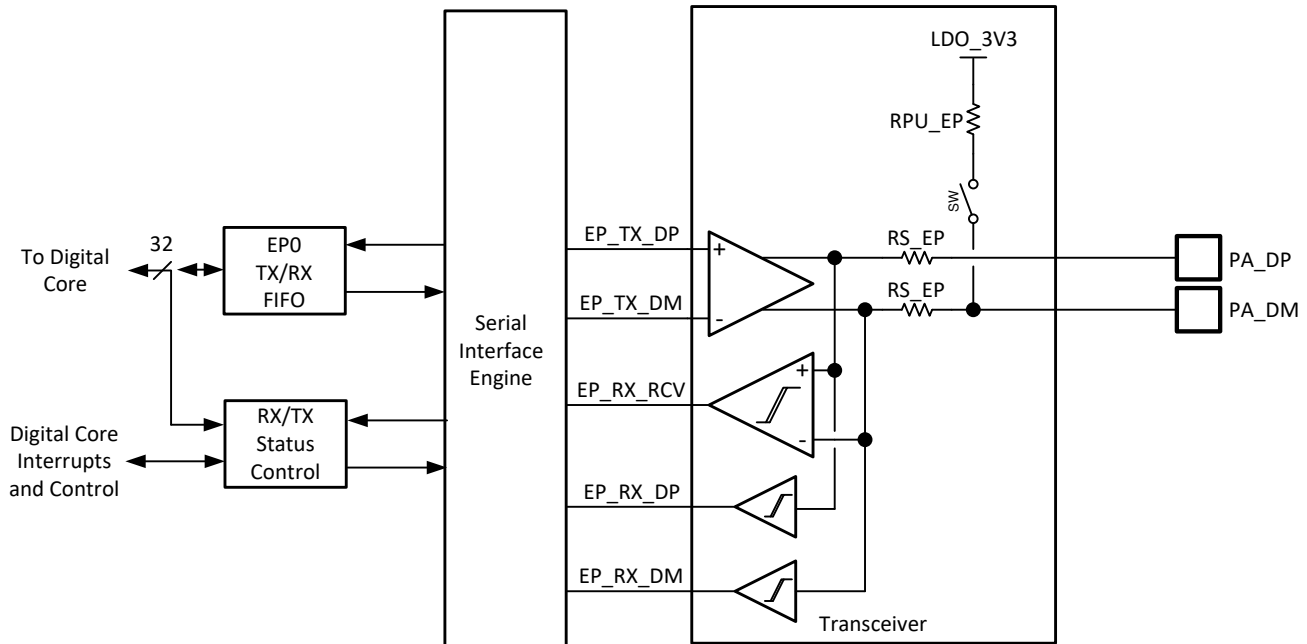 LDO_3V3
RPU_EP
SW
32
To Digital
Core
EP0
TX/RX
FIFO
EP_TX_DP
+
RS_EP
PA_DP
EP_TX_DM
-
RS_EP
PA_DM
Serial
Interface
Engine
EP_RX_RCV
+
-
RX/TX
Status
Control
Digital Core
Interrupts
and Control
EP_RX_DP
EP_RX_DM
Transceiver